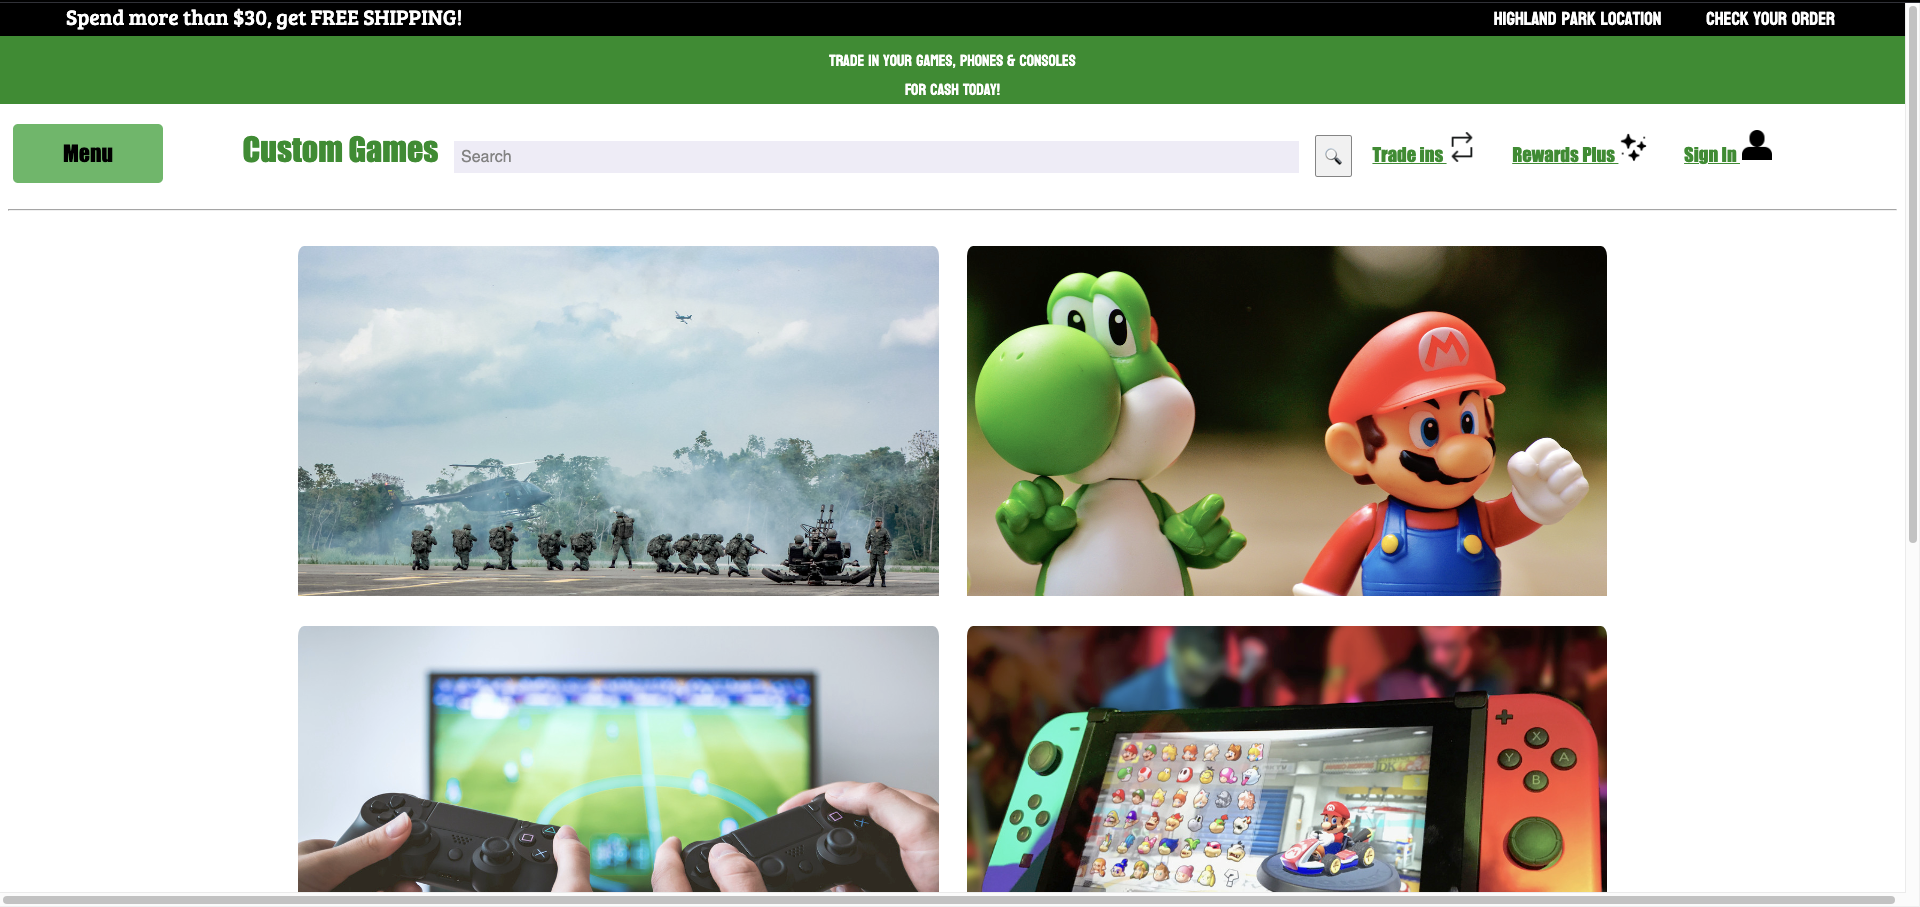 Spend more than $30, get FREE SHIPPING!
HIGHLAND PARK LOCATION
CHECK YOUR ORDER
TRADE IN YOUR GAMES, PHONES & CONSOLES
FOR CASH TODAY!
Menu
Custom Games
Search
Trade ins
Rewards Plus
Sign In
M
X
Y
A
B